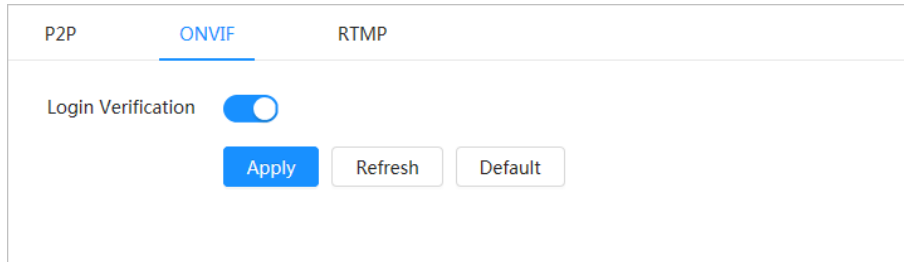 P2P ONVIF RTMP
Login Verification
Apply Refresh Default